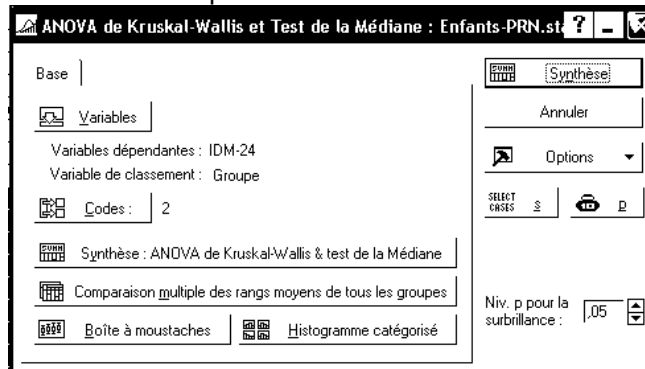 ANOVA de Kruskal-Wallis et Test de la Médiane : Enfants-PRN.sta
Base
Variables
Variables dépendantes : IDM-24
Variable de classement : Groupe
Codes : 2
Synthèse : ANOVA de Kruskal-Wallis & test de la Médiane
Comparaison multiple des rangs moyens de tous les groupes
Boîte à moustaches
Histogramme catégorisé
Synthèse
Annuler
Options
SELECT CASES S
D
Niv. p pour la
surbrillance : ,05